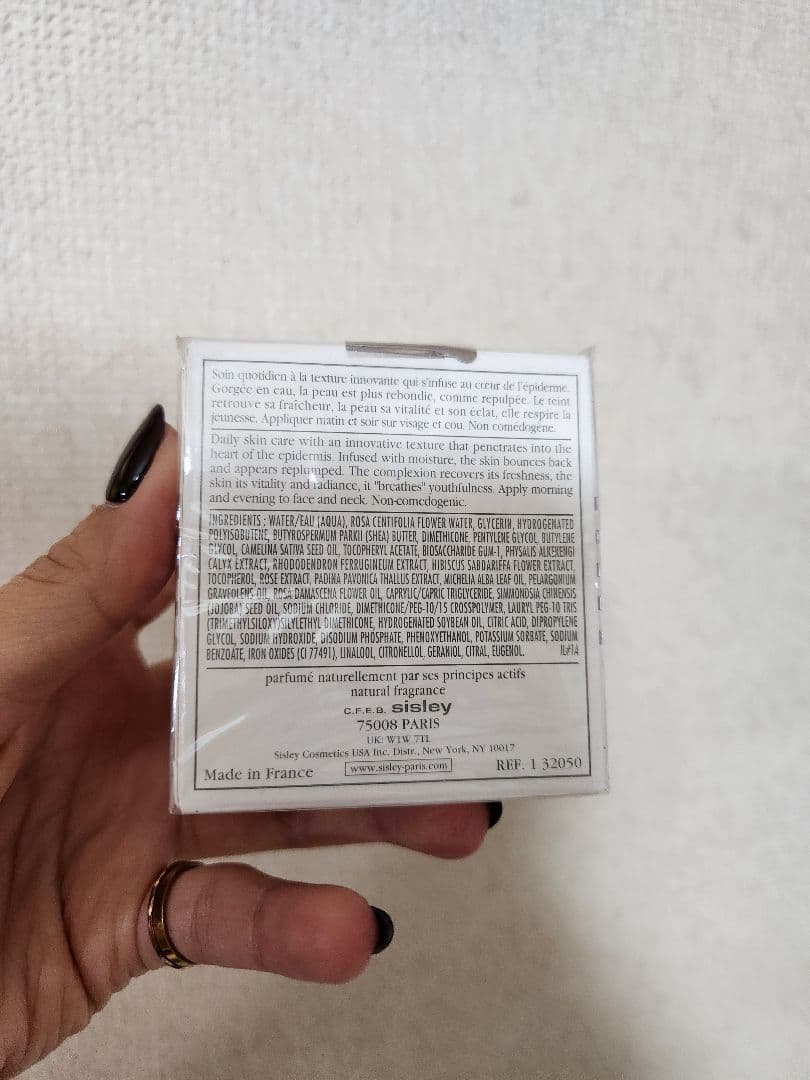 Soin quotidien à la texture innovante qui s'infuse au cœur de l'épiderme.
Gorgée en eau, la peau est plus rebondie, comme repulpée. Le teint
retrouve sa fraîcheur, la peau sa vitalité et son éclat, elle respire la
jeunesse. Appliquer matin et soir sur visage et cou. Non comédogène.
Daily skin care with an innovative texture that penetrates into the
heart of the epidermis. Infused with moisture, the skin bounces back
and appears replumped. The complexion recovers its freshness, the
skin its vitality and radiance, it "breathes" youthfulness. Apply morning
and evening to face and neck. Non-comedogenic.
INGREDIENTS : WATER/EAU (AQUA), ROSA CENTIFOLIA FLOWER WATER, GLYCERIN, HYDROGENATED
POLYISOBUTENE, BUTYROSPERMUM PARKII (SHEA) BUTTER, DIMETHICONE, PENTYLENE GLYCOL, BUTYLENE
GLYCOL, CAMELINA SATIVA SEED OIL, TOCOPHERYL ACETATE, BIOSACCHARIDE GUM-1, PHYSALIS ALKEKENGI
CALYX EXTRACT, RHODODENDRON FERRUGINEUM EXTRACT, HIBISCUS SABDARIFFA FLOWER EXTRACT,
TOCOPHEROL, ROSE EXTRACT, PADINA PAVONICA THALLUS EXTRACT, MICHELIA ALBA LEAF OIL, PELARGONIUM
GRAVEOLENS OIL, ROSA DAMASCENA FLOWER OIL, CAPRYLIC/CAPRIC TRIGLYCERIDE, SIMMONDSIA CHINENSIS
(JOJOBA) SEED OIL, SODIUM CHLORIDE, DIMETHICONE/PEG-10/15 CROSSPOLYMER, LAURYL PEG-10 TRIS
(TRIMETHYLSILOXY)SILYLETHYL DIMETHICONE, HYDROGENATED SOYBEAN OIL, CITRIC ACID, DIPROPYLENE
GLYCOL, SODIUM HYDROXIDE, DISODIUM PHOSPHATE, PHENOXYETHANOL, POTASSIUM SORBATE, SODIUM
BENZOATE, IRON OXIDES (CI 77491), LINALOOL, CITRONELLOL, GERANIOL, CITRAL, EUGENOL. IL#1A
parfumé naturellement par ses principes actifs
natural fragrance
C.F.E.B. sisley
75008 PARIS
UK: W1W 7TL
Sisley Cosmetics USA Inc. Distr., New York, NY 10017
Made in France www.sisley-paris.com REF. 1 32050